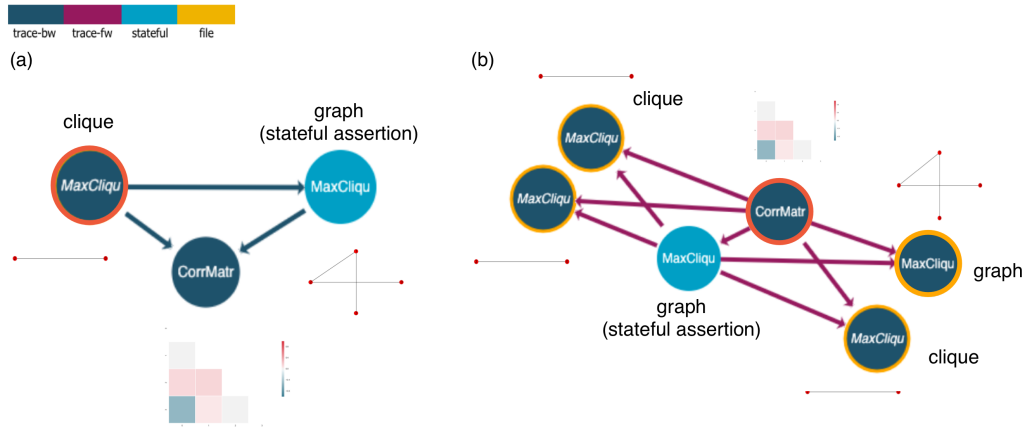 trace-bw trace-fw stateful file
(a)
clique
graph
(stateful assertion)
MaxCliqu
MaxCliqu
CorrMatr
(b)
clique
MaxCliqu
MaxCliqu
CorrMatr
MaxCliqu
MaxCliqu
graph
graph
(stateful assertion)
MaxCliqu
clique